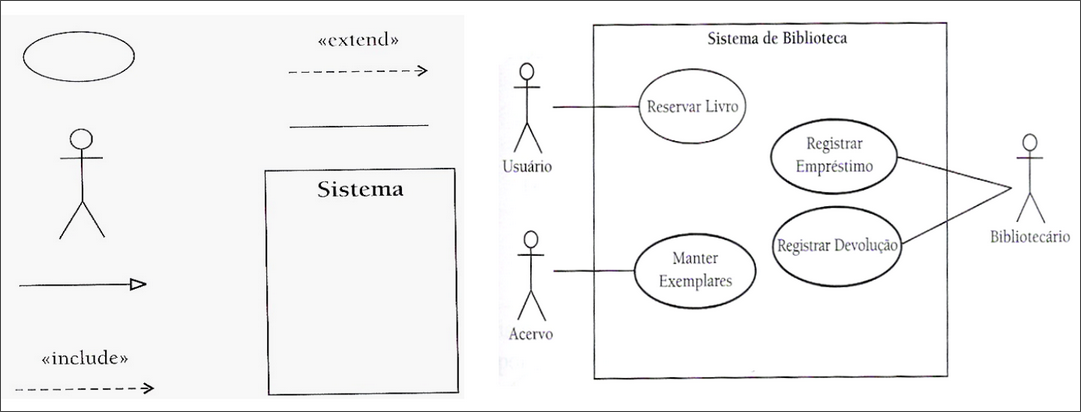 «extend»
Sistema
«include»
Sistema de Biblioteca
Reservar Livro
Usuário
Registrar
Empréstimo
Bibliotecário
Registrar Devolução
Manter
Exemplares
Acervo